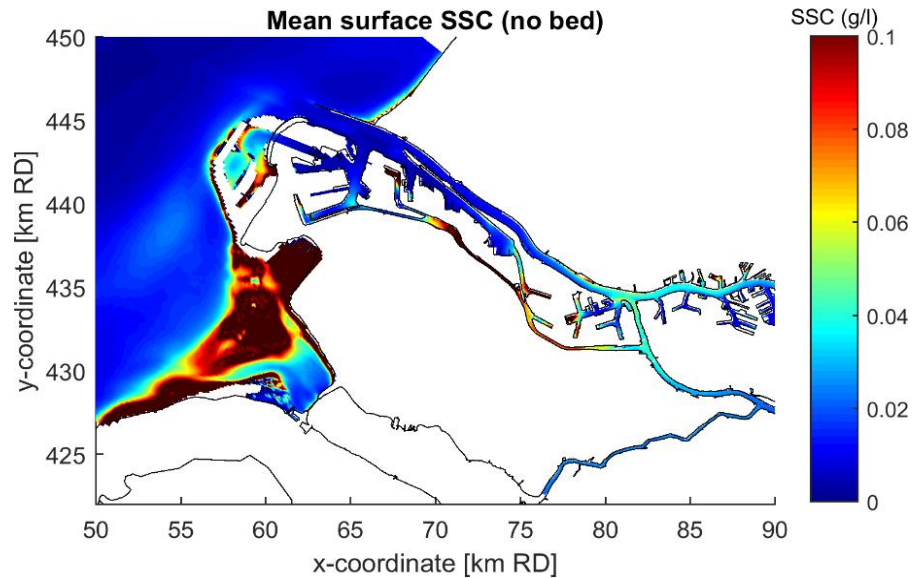 Mean surface SSC (no bed)
SSC (g/l)
450
445
440
435
430
425
y-coordinate [km RD]
50 55 60 65 70 75 80 85 90
x-coordinate [km RD]
0.1
0.08
0.06
0.04
0.02
0